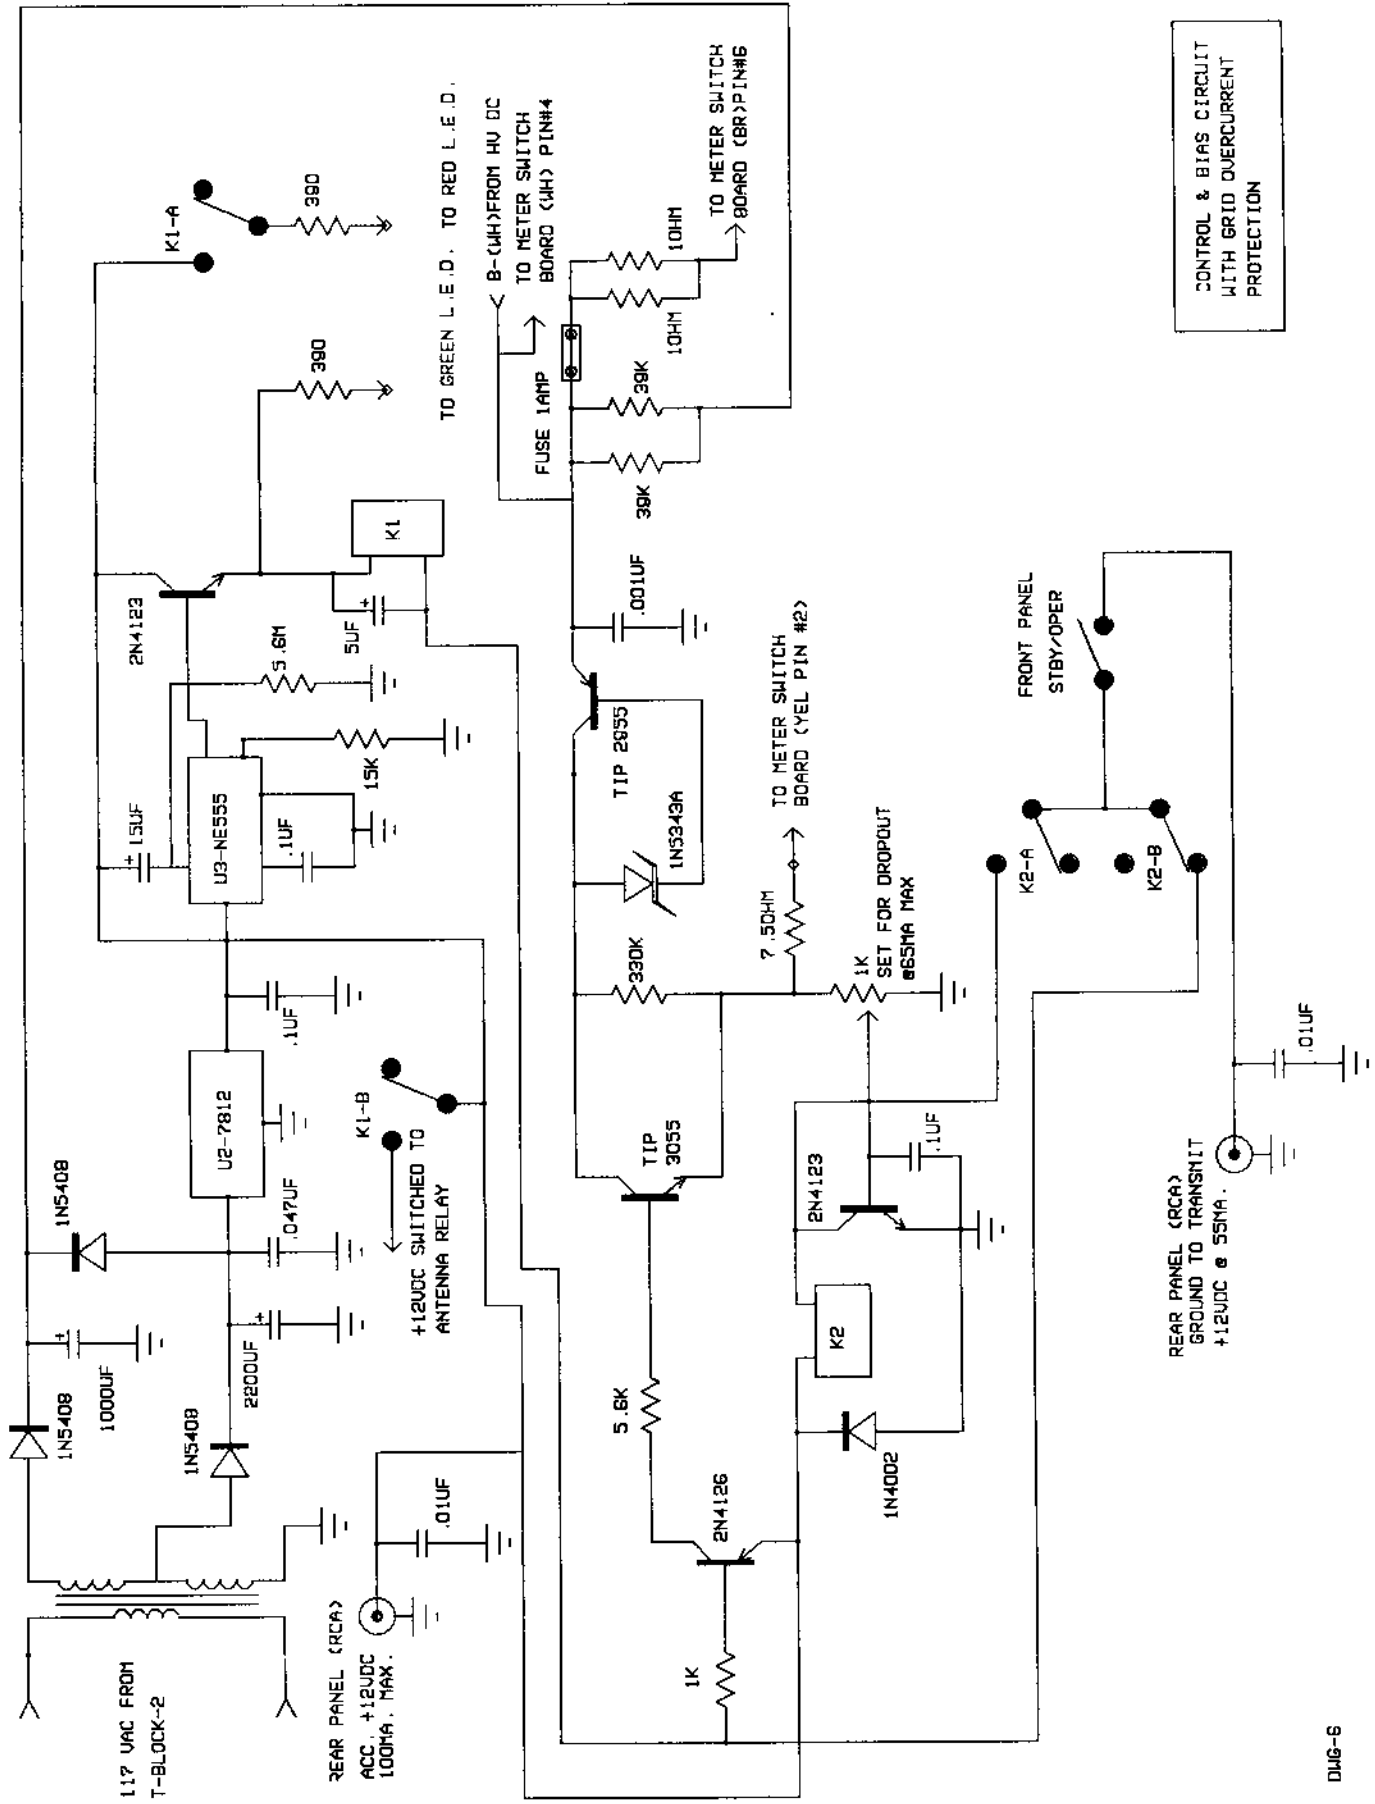 117 VAC FROM
T-BLOCK-2
1N5408
1000UF
1N5408
1N5408
2200UF
.047UF
U2-7812
.1UF
U3-NE555
15UF
.1UF
15K
5.6M
2N4123
5UF
K1
390
K1-A
390
TO GREEN L.E.D.
TO RED L.E.D.
REAR PANEL (RCA)
ACC. +12VDC
100MA. MAX.
.01UF
K1-B
+12VDC SWITCHED TO
ANTENNA RELAY
B-(WH)FROM HV DC
TO METER SWITCH
BOARD (WH) PIN#4
FUSE 1AMP
39K
39K
10HM
10HM
TO METER SWITCH
BOARD (BR)PIN#6
.001UF
TIP 2955
1N5343A
330K
TIP
3055
5.6K
2N4126
1K
7.5OHM
TO METER SWITCH
BOARD (YEL PIN #2)
1K
SET FOR DROPOUT
@65MA MAX
2N4123
.1UF
K2
1N4002
K2-A
K2-B
FRONT PANEL
STBY/OPER
REAR PANEL (RCA)
GROUND TO TRANSMIT
+12VDC @ 55MA.
.01UF
CONTROL & BIAS CIRCUIT
WITH GRID OVERCURRENT
PROTECTION
DWG-6